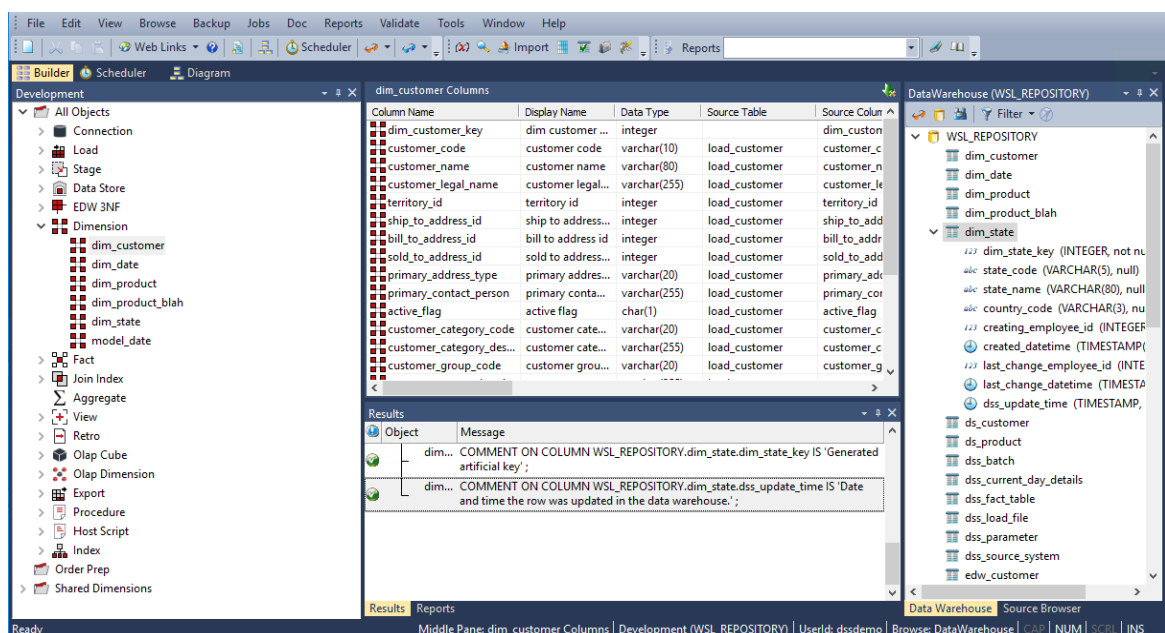 File Edit View Browse Backup Jobs Doc Reports Validate Tools Window Help
Web Links Scheduler Import Reports
Builder Scheduler Diagram
Development
All Objects
Connection
Load
Stage
Data Store
EDW 3NF
Dimension
dim_customer
dim_date
dim_product
dim_product_blah
dim_state
model_date
Fact
Join Index
Aggregate
View
Retro
Olap Cube
Olap Dimension
Export
Procedure
Host Script
Index
Order Prep
Shared Dimensions
dim_customer Columns
Column Name Display Name Data Type Source Table Source Colum
dim_customer_key dim customer ... integer dim_custom
customer_code customer code varchar(10) load_customer customer_c
customer_name customer name varchar(80) load_customer customer_n
customer_legal_name customer legal... varchar(255) load_customer customer_le
territory_id territory id integer load_customer territory_id
ship_to_address_id ship to address... integer load_customer ship_to_add
bill_to_address_id bill to address id integer load_customer bill_to_addr
sold_to_address_id sold to address... integer load_customer sold_to_add
primary_address_type primary addres... varchar(20) load_customer primary_add
primary_contact_person primary conta... varchar(255) load_customer primary_con
active_flag active flag char(1) load_customer active_flag
customer_category_code customer cate... varchar(20) load_customer customer_c
customer_category_des... customer cate... varchar(255) load_customer customer_c
customer_group_code customer grou... varchar(20) load_customer customer_g
Results
Object Message
dim... COMMENT ON COLUMN WSL_REPOSITORY.dim_state.dim_state_key IS 'Generated
artificial key' ;
dim... COMMENT ON COLUMN WSL_REPOSITORY.dim_state.dss_update_time IS 'Date
and time the row was updated in the data warehouse.' ;
Results Reports
DataWarehouse (WSL_REPOSITORY)
Filter
WSL_REPOSITORY
dim_customer
dim_date
dim_product
dim_product_blah
dim_state
123 dim_state_key (INTEGER, not nu
abc state_code (VARCHAR(5), null)
abc state_name (VARCHAR(80), null
abc country_code (VARCHAR(3), nu
123 creating_employee_id (INTEGER
created_datetime (TIMESTAMP(
123 last_change_employee_id (INTE
last_change_datetime (TIMESTA
dss_update_time (TIMESTAMP,
ds_customer
ds_product
dss_batch
dss_current_day_details
dss_fact_table
dss_load_file
dss_parameter
dss_source_system
edw_customer
Data Warehouse Source Browser
Ready Middle Pane: dim_customer Columns Development (WSL_REPOSITORY) UserId: dssdemo Browse: DataWarehouse CAP NUM SCRL INS